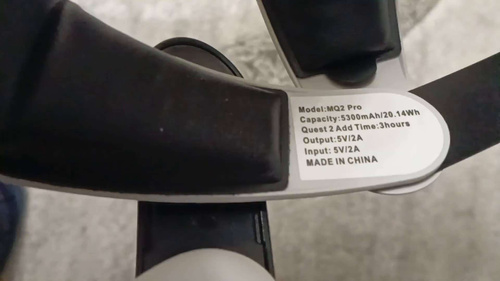 Model:MQ2 Pro
Capacity:5300mAh/20.14Wh
Quest 2 Add Time:3hours
Output:5V/2A
Input: 5V/2A
MADE IN CHINA